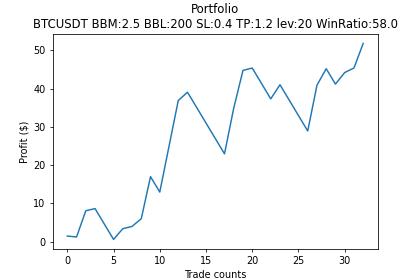 Portfolio
BTCUSDT BBM:2.5 BBL:200 SL:0.4 TP:1.2 lev:20 WinRatio:58.0
50
40
30
20
10
0
Profit ($)
0 5 10 15 20 25 30
Trade counts